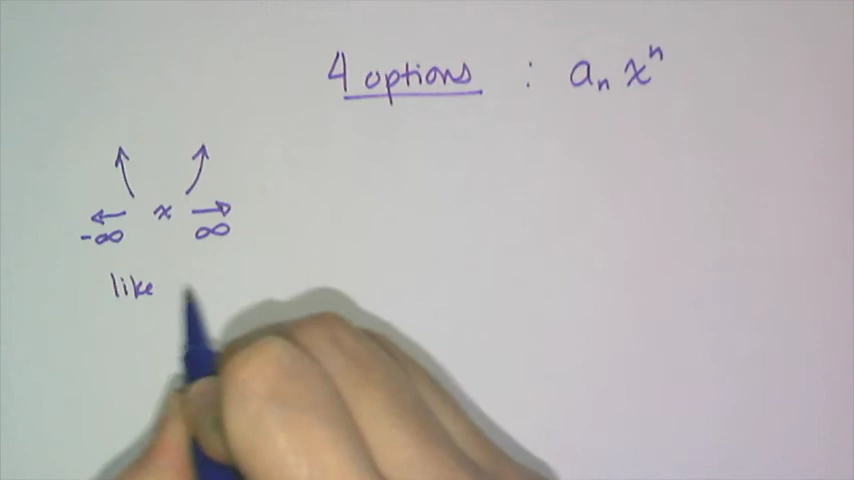 4 options : aₙ xⁿ
← x →
-∞ ∞
like